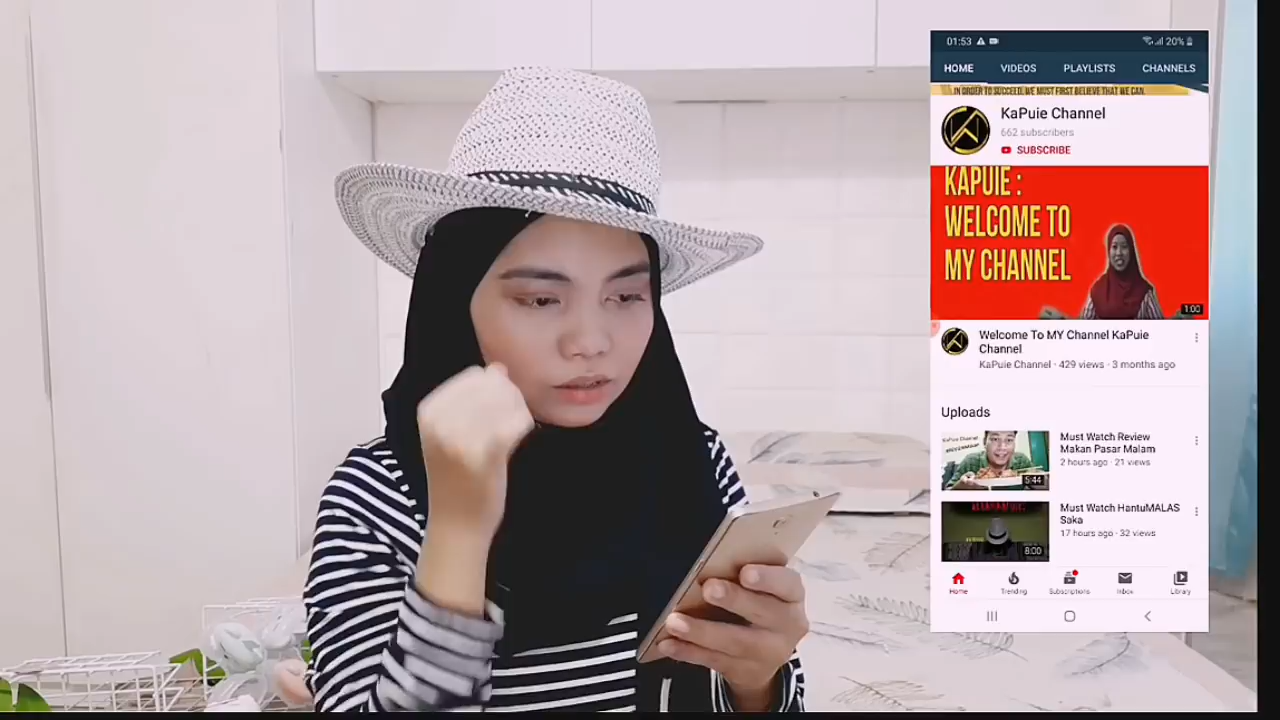 01:53
20%
HOME VIDEOS PLAYLISTS CHANNELS
IN ORDER TO SUCCEED, WE MUST FIRST BELIEVE THAT WE CAN.
KaPuie Channel
662 subscribers
SUBSCRIBE
KAPUIE :
WELCOME TO
MY CHANNEL
1:00
Welcome To MY Channel KaPuie
Channel
KaPuie Channel · 429 views · 3 months ago
Uploads
KaPuie Channel
5:44
Must Watch Review
Makan Pasar Malam
2 hours ago · 21 views
8:00
Must Watch HantuMALAS
Saka
17 hours ago · 32 views
Home Trending Subscriptions Inbox Library